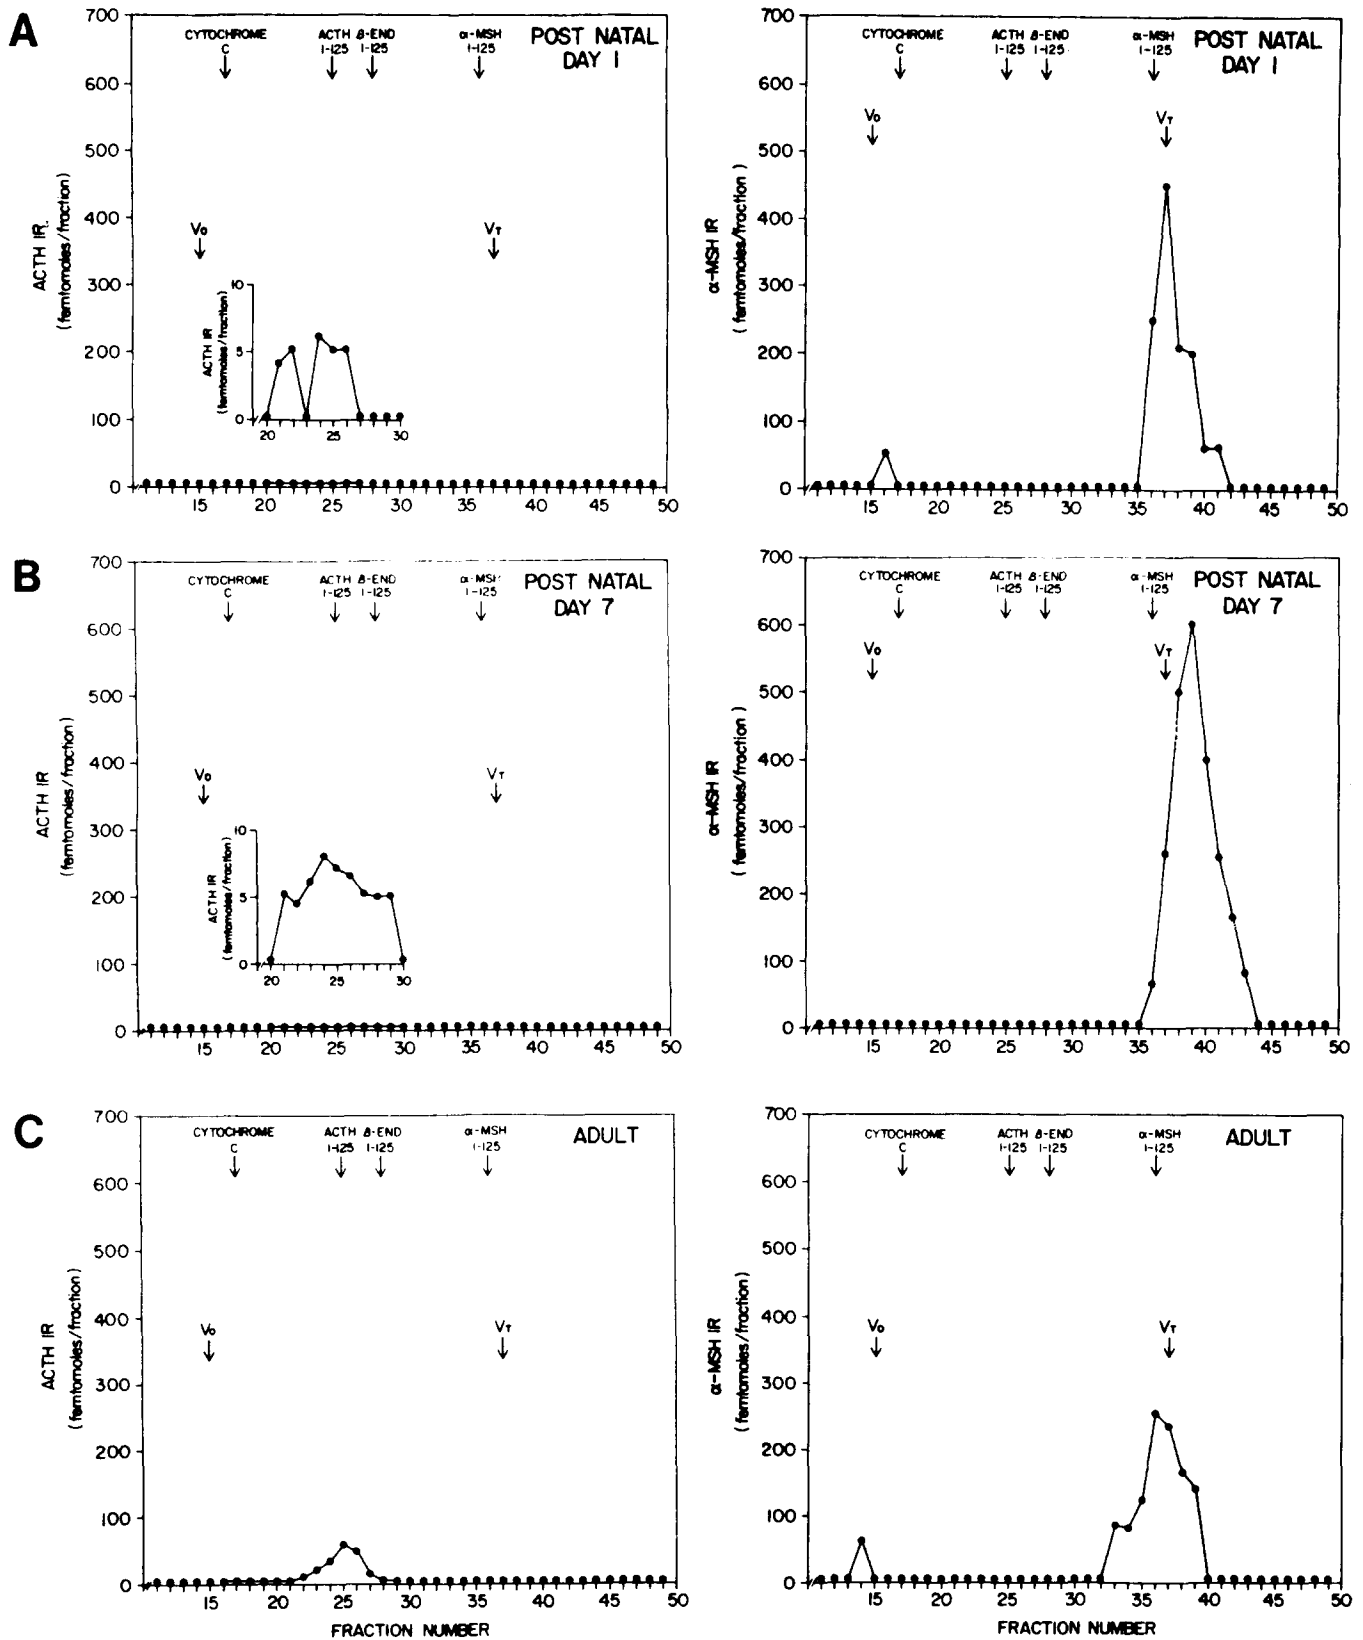 A
700
600
500
400
300
200
100
0
ACTH IR
(femtomoles/fraction)
CYTOCHROME
C
ACTH
1-125
β-END
1-125
α-MSH
1-125
POST NATAL
DAY 1
Vo
VT
10
5
0
ACTH IR
(femtomoles/fraction)
20 25 30
15 20 25 30 35 40 45 50
700
600
500
400
300
200
100
0
α-MSH IR
(femtomoles/fraction)
CYTOCHROME
C
ACTH
1-125
β-END
1-125
α-MSH
1-125
POST NATAL
DAY 1
Vo
VT
15 20 25 30 35 40 45 50
B
700
600
500
400
300
200
100
0
ACTH IR
(femtomoles/fraction)
CYTOCHROME
C
ACTH
1-125
β-END
1-125
α-MSH
1-125
POST NATAL
DAY 7
Vo
VT
10
5
0
ACTH IR
(femtomoles/fraction)
20 25 30
15 20 25 30 35 40 45 50
700
600
500
400
300
200
100
0
α-MSH IR
(femtomoles/fraction)
CYTOCHROME
C
ACTH
1-125
β-END
1-125
α-MSH
1-125
POST NATAL
DAY 7
Vo
VT
15 20 25 30 35 40 45 50
C
700
600
500
400
300
200
100
0
ACTH IR
(femtomoles/fraction)
CYTOCHROME
C
ACTH
1-125
β-END
1-125
α-MSH
1-125
ADULT
Vo
VT
15 20 25 30 35 40 45 50
FRACTION NUMBER
700
600
500
400
300
200
100
0
α-MSH IR
(femtomoles/fraction)
CYTOCHROME
C
ACTH
1-125
β-END
1-125
α-MSH
1-125
ADULT
Vo
VT
15 20 25 30 35 40 45 50
FRACTION NUMBER